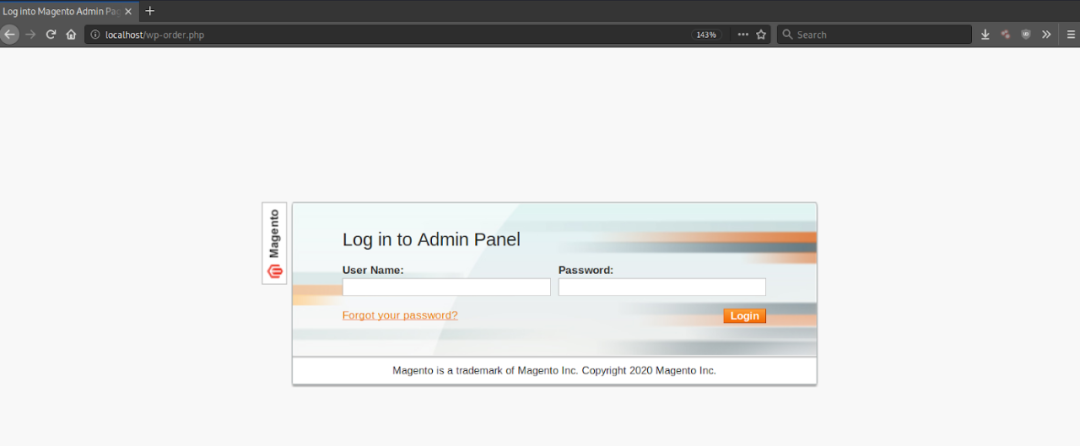 Log into Magento Admin Pag
localhost/wp-order.php
143%
Search
Magento
Log in to Admin Panel
User Name:
Password:
Forgot your password?
Login
Magento is a trademark of Magento Inc. Copyright 2020 Magento Inc.